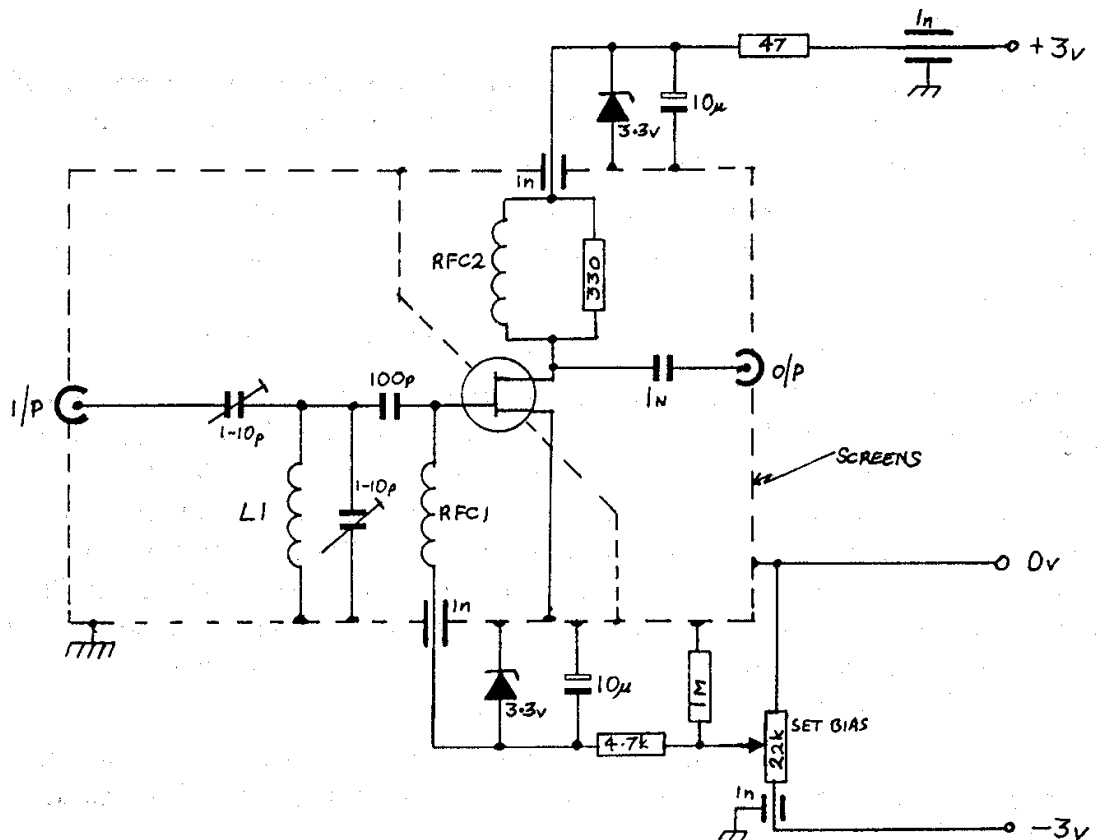 1n
47
+3v
10μ
3.3v
1n
RFC2
330
100p
I/P
1-10p
1N
O/P
SCREENS
L1
1-10p
RFC1
0v
1n
3.3v
10μ
1M
4.7k
22k
SET BIAS
1n
-3v